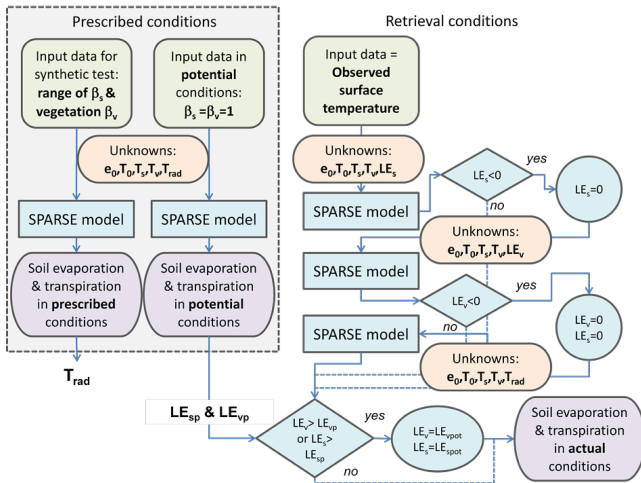 Prescribed conditions
Input data for
synthetic test:
range of βs &
vegetation βv
Input data in
potential
conditions:
βs =βv=1
Unknowns:
e0,T0,Ts,Tv,Trad
SPARSE model
SPARSE model
Soil evaporation
& transpiration
in prescribed
conditions
Soil evaporation
& transpiration
in potential
conditions
Trad
LEsp & LEvp
Retrieval conditions
Input data =
Observed
surface
temperature
Unknowns:
e0,T0,Ts,Tv,LEs
SPARSE model
LEs<0
yes
LEs=0
no
Unknowns:
e0,T0,Ts,Tv,LEv
SPARSE model
LEv<0
yes
LEv=0
LEs=0
no
SPARSE model
Unknowns:
e0,T0,Ts,Tv,Trad
LEv> LEvp
or LEs>
LEsp
yes
LEv=LEvpot
LEs=LEspot
no
Soil evaporation
& transpiration
in actual
conditions